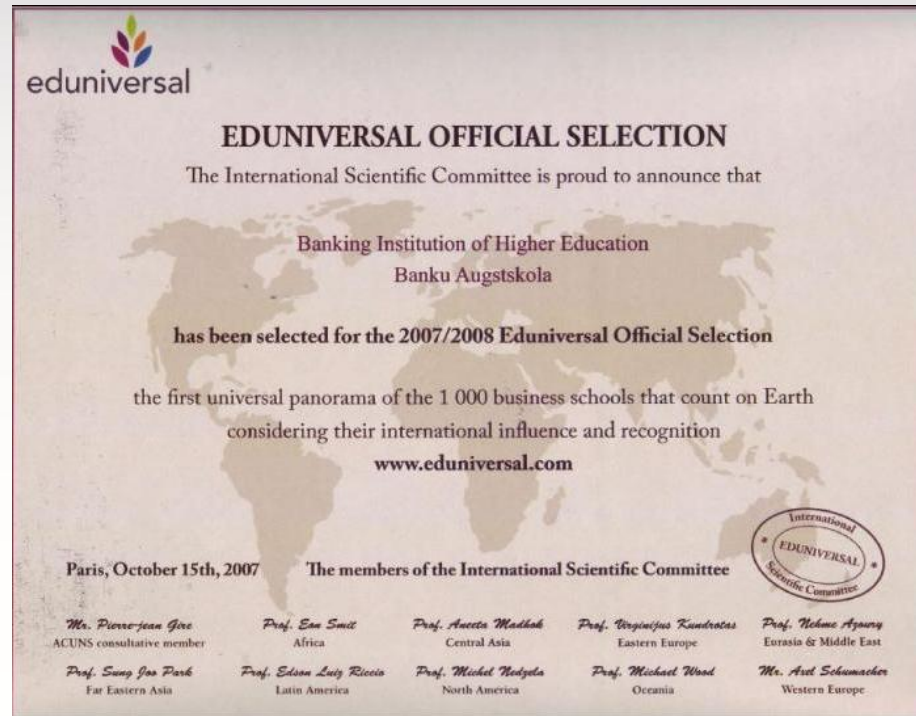 eduniversal
EDUNIVERSAL OFFICIAL SELECTION
The International Scientific Committee is proud to announce that
Banking Institution of Higher Education
Banku Augstskola
has been selected for the 2007/2008 Eduniversal Official Selection
the first universal panorama of the 1 000 business schools that count on Earth
considering their international influence and recognition
www.eduniversal.com
International
EDUNIVERSAL
Scientific Committee
Paris, October 15th, 2007 The members of the International Scientific Committee
Mr. Pierre-jean Gire Prof. Eon Smit Prof. Aneeta Madhok Prof. Virginijus Kundrotas Prof. Nehme Azoury
ACUNS consultative member Africa Central Asia Eastern Europe Eurasia & Middle East
Prof. Sung Joo Park Prof. Edson Luiz Riccio Prof. Michel Nedzela Prof. Michael Wood Mr. Axel Schumacher
Far Eastern Asia Latin America North America Oceania Western Europe